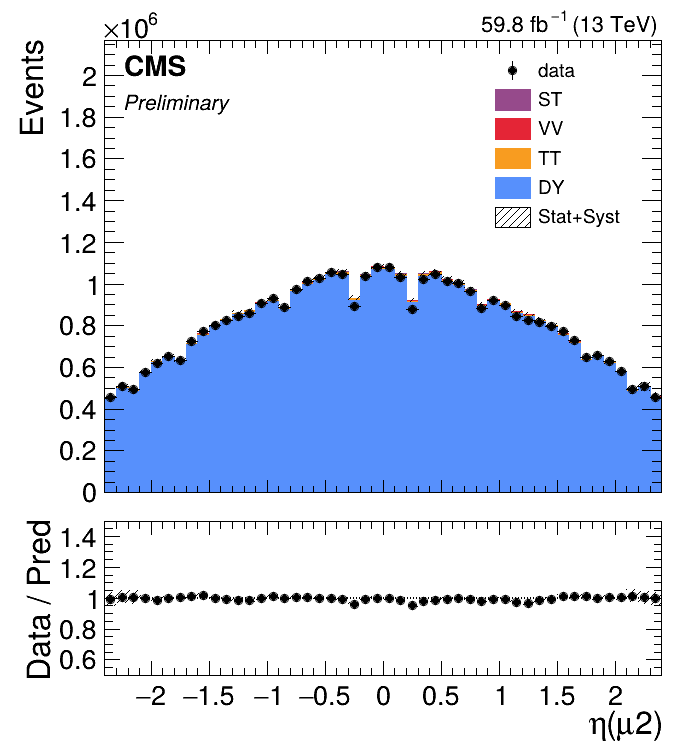 ×10⁶
59.8 fb⁻¹ (13 TeV)
Events
CMS
Preliminary
data
ST
VV
TT
DY
Stat+Syst
2
1.8
1.6
1.4
1.2
1
0.8
0.6
0.4
0.2
0
Data / Pred
1.4
1.2
1
0.8
0.6
−2 −1.5 −1 −0.5 0 0.5 1 1.5 2
η(μ2)